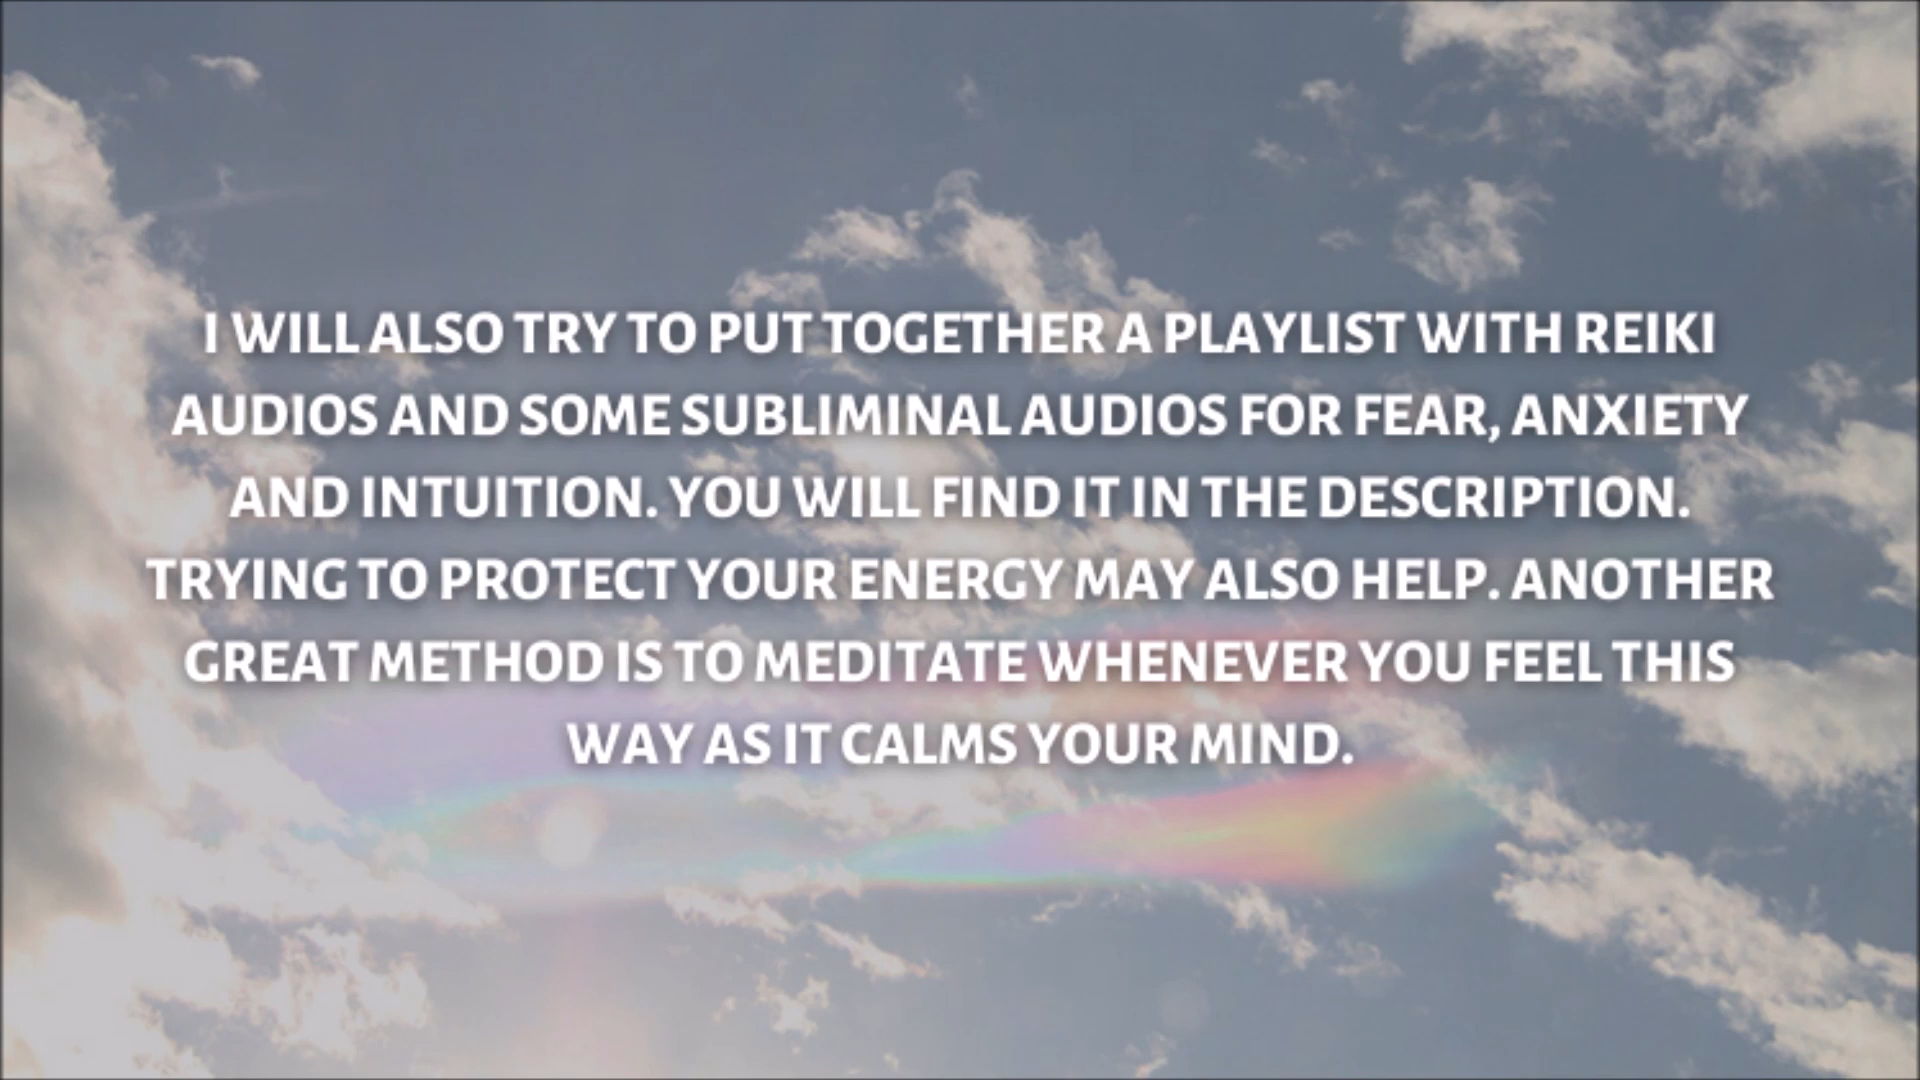 I WILL ALSO TRY TO PUT TOGETHER A PLAYLIST WITH REIKI
AUDIOS AND SOME SUBLIMINAL AUDIOS FOR FEAR, ANXIETY
AND INTUITION. YOU WILL FIND IT IN THE DESCRIPTION.
TRYING TO PROTECT YOUR ENERGY MAY ALSO HELP. ANOTHER
GREAT METHOD IS TO MEDITATE WHENEVER YOU FEEL THIS
WAY AS IT CALMS YOUR MIND.